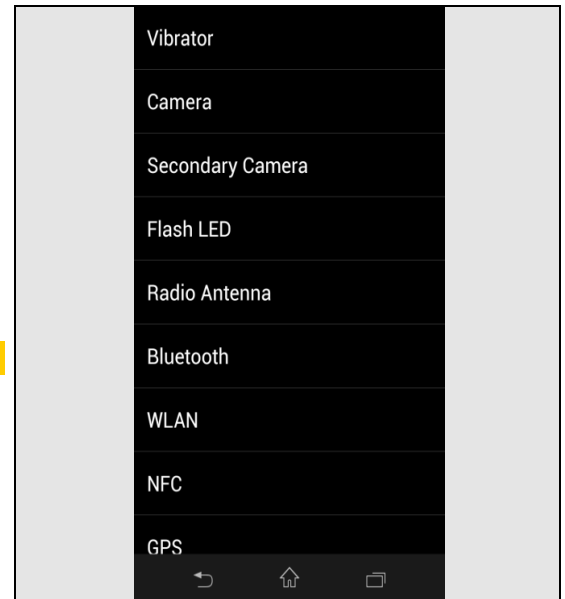 Vibrator
Camera
Secondary Camera
Flash LED
Radio Antenna
Bluetooth
WLAN
NFC
GPS